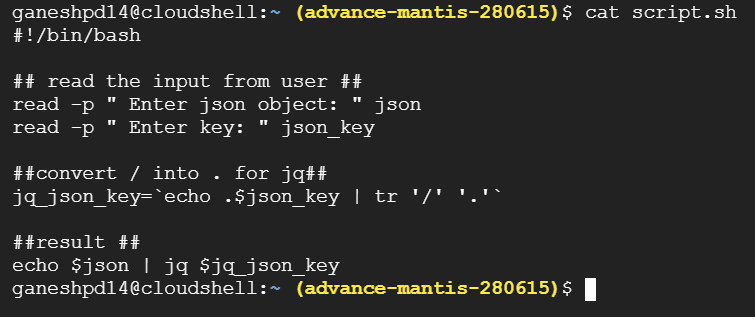 ganeshpd14@cloudshell:~ (advance-mantis-280615)$ cat script.sh
#!/bin/bash
## read the input from user ##
read -p " Enter json object: " json
read -p " Enter key: " json_key
##convert / into . for jq##
jq_json_key=`echo .$json_key | tr '/' '.'`
##result ##
echo $json | jq $jq_json_key
ganeshpd14@cloudshell:~ (advance-mantis-280615)$